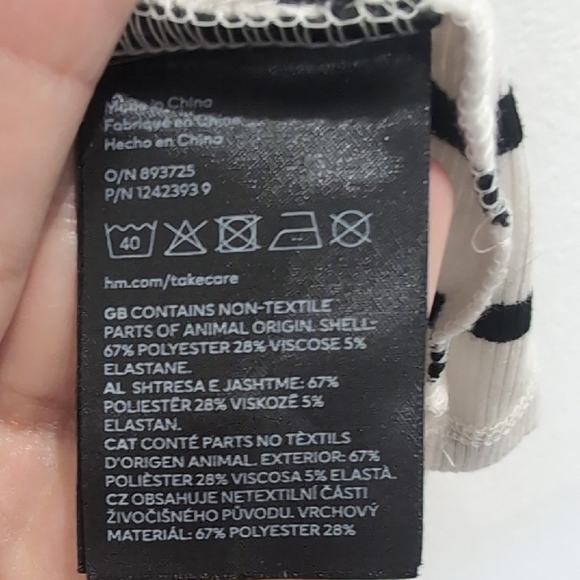 Made in China
Fabriqué en Chine
Hecho en China
O/N 893725
P/N 1242393 9
40
hm.com/takecare
GB CONTAINS NON-TEXTILE
PARTS OF ANIMAL ORIGIN. SHELL:
67% POLYESTER 28% VISCOSE 5%
ELASTANE.
AL SHTRESA E JASHTME: 67%
POLIESTËR 28% VISKOZË 5%
ELASTAN.
CAT CONTÉ PARTS NO TÈXTILS
D'ORIGEN ANIMAL. EXTERIOR: 67%
POLIÈSTER 28% VISCOSA 5% ELASTÀ.
CZ OBSAHUJE NETEXTILNÍ ČÁSTI
ŽIVOČIŠNÉHO PŮVODU. VRCHOVÝ
MATERIÁL: 67% POLYESTER 28%